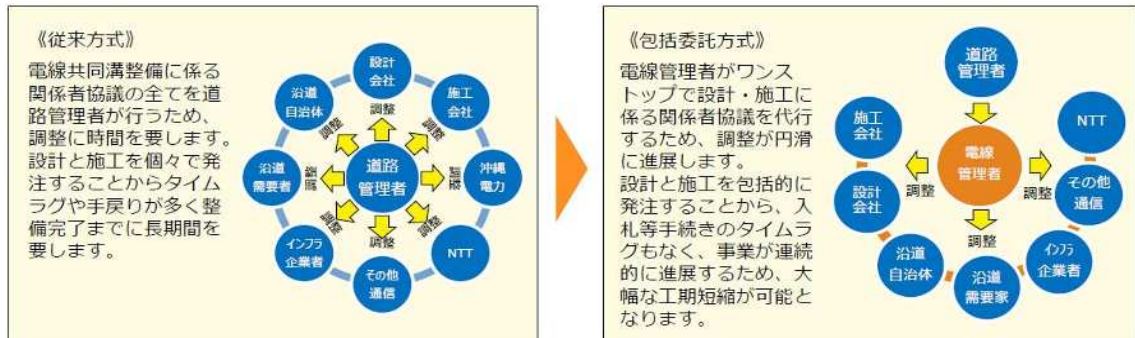 《従来方式》
電線共同溝整備に係る
関係者協議の全てを道
路管理者が行うため、
調整に時間を要します。
設計と施工を個々で発
注することからタイム
ラグや手戻りが多く整
備完了までに長期間を
要します。
設計
会社
施工
会社
沖縄
電力
NTT
その他
通信
インフラ
企業者
沿道
需要者
沿道
自治体
道路
管理者
調整
調整
調整
調整
調整
調整
調整
調整
《包括委託方式》
電線管理者がワンス
トップで設計・施工に
係る関係者協議を代行
するため、調整が円滑
に進展します。
設計と施工を包括的に
発注することから、入
札等手続きのタイムラ
グもなく、事業が連続
的に進展するため、大
幅な工期短縮が可能と
なります。
道路
管理者
電線
管理者
調整
調整
調整
施工
会社
設計
会社
沿道
自治体
沿道
需要家
インフラ
企業者
その他
通信
NTT